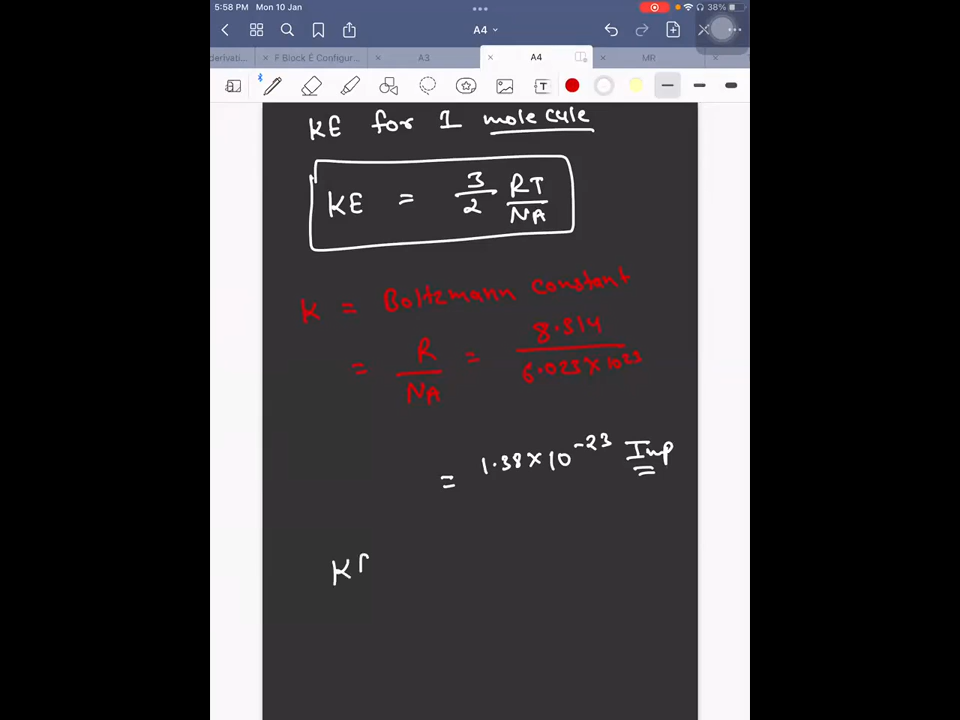 5:58 PM Mon 10 Jan
38%
A4
derivati...
F Block E Configur...
A3
A4
MR
T
KE for 1 molecule
KE = 3/2 RT/NA
K = Boltzmann constant
= R/NA = 8.314/6.023×10²³
= 1.38×10⁻²³ Imp
K